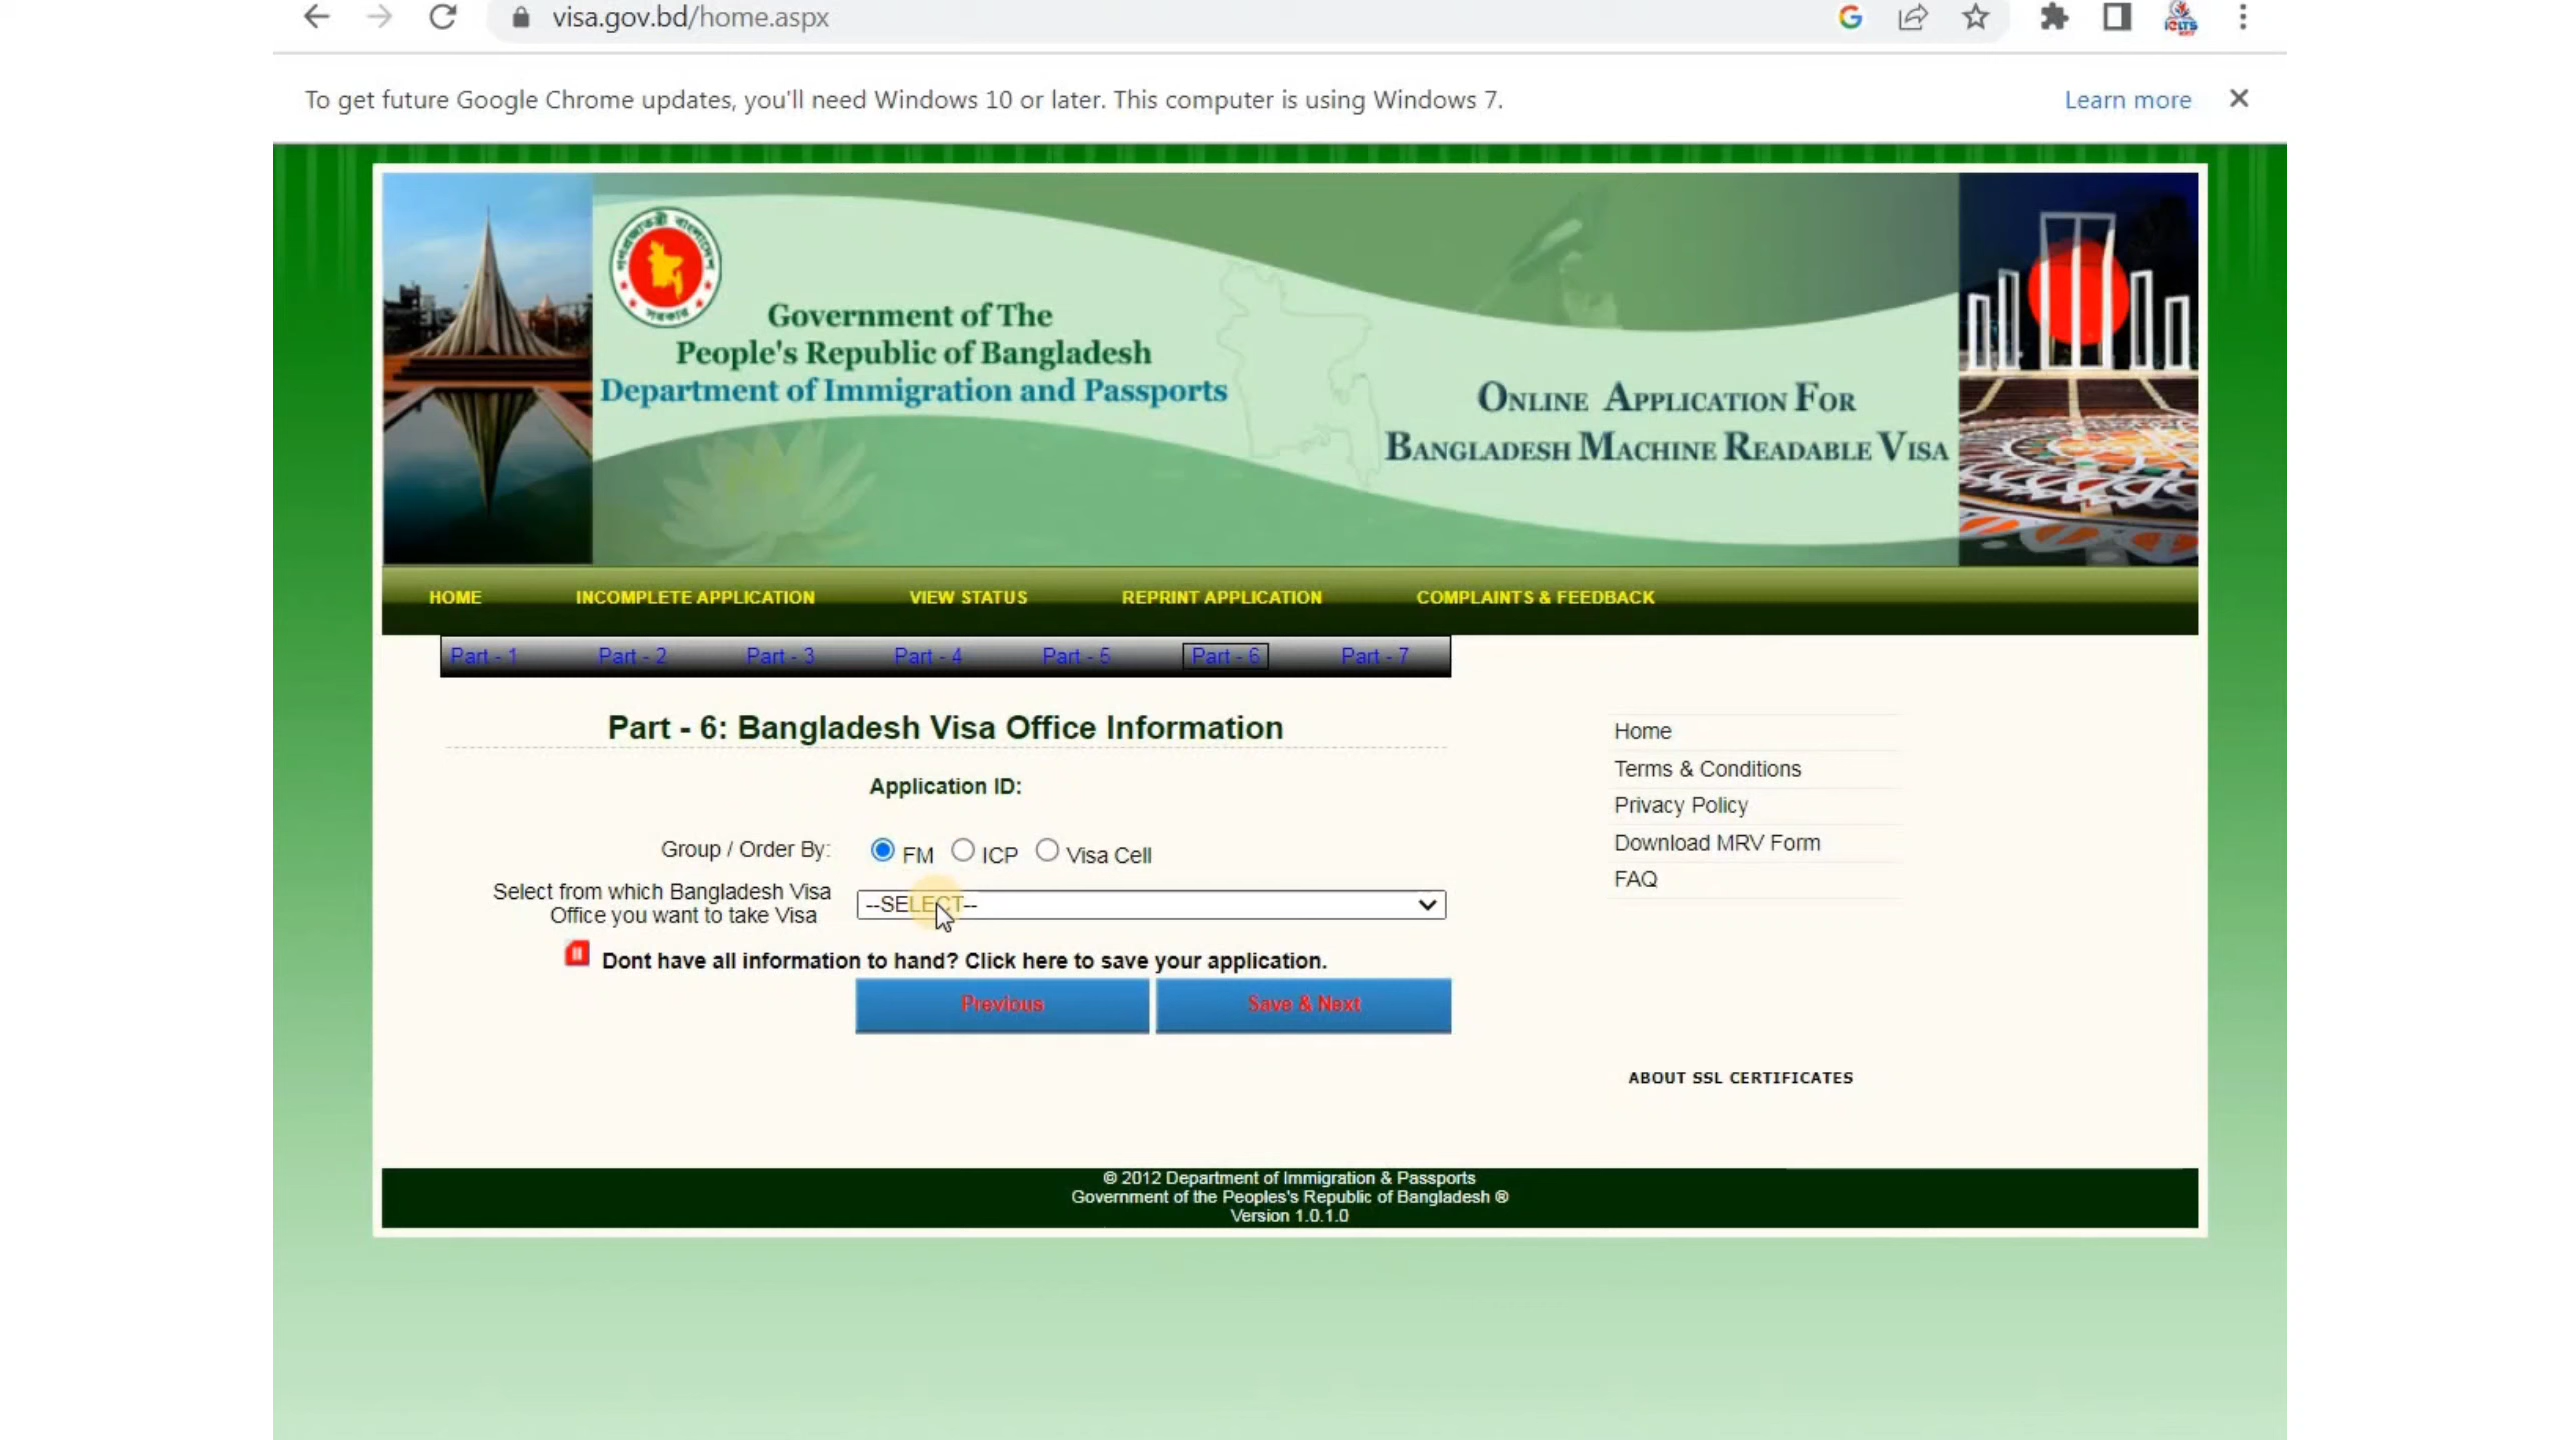 visa.gov.bd/home.aspx
To get future Google Chrome updates, you'll need Windows 10 or later. This computer is using Windows 7.
Learn more
Government of The
People's Republic of Bangladesh
Department of Immigration and Passports
Online Application For
Bangladesh Machine Readable Visa
HOME
INCOMPLETE APPLICATION
VIEW STATUS
REPRINT APPLICATION
COMPLAINTS & FEEDBACK
Part - 1
Part - 2
Part - 3
Part - 4
Part - 5
Part - 6
Part - 7
Part - 6: Bangladesh Visa Office Information
Application ID:
Group / Order By:
FM
ICP
Visa Cell
Select from which Bangladesh Visa
Office you want to take Visa
--SELECT--
Dont have all information to hand? Click here to save your application.
Previous
Save & Next
Home
Terms & Conditions
Privacy Policy
Download MRV Form
FAQ
ABOUT SSL CERTIFICATES
© 2012 Department of Immigration & Passports
Government of the Peoples's Republic of Bangladesh ®
Version 1.0.1.0